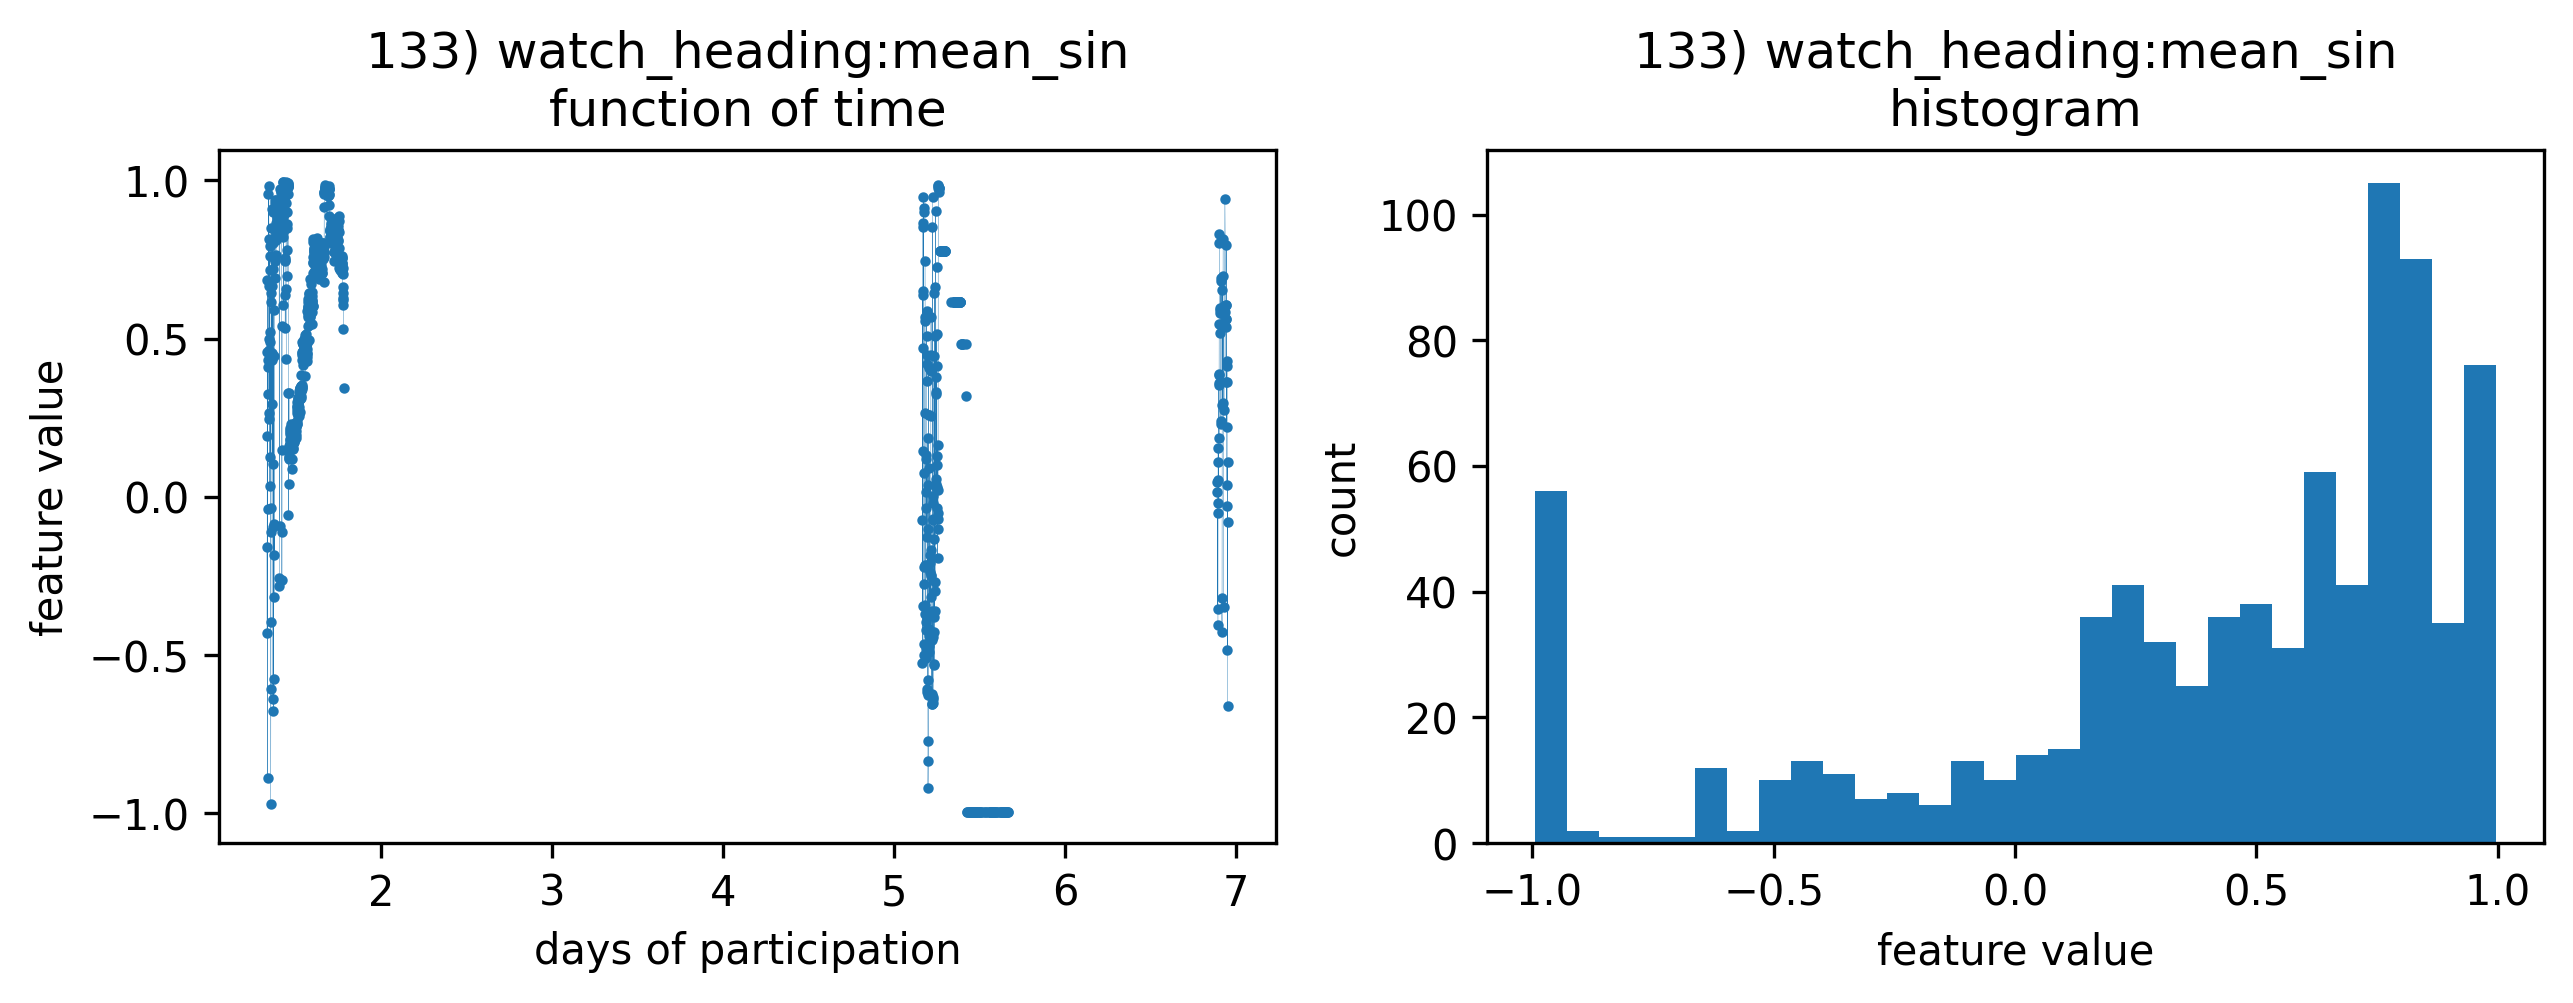 133) watch_heading:mean_sin
function of time
1.0
0.5
0.0
−0.5
−1.0
feature value
2 3 4 5 6 7
days of participation
133) watch_heading:mean_sin
histogram
100
80
60
40
20
0
count
−1.0 −0.5 0.0 0.5 1.0
feature value